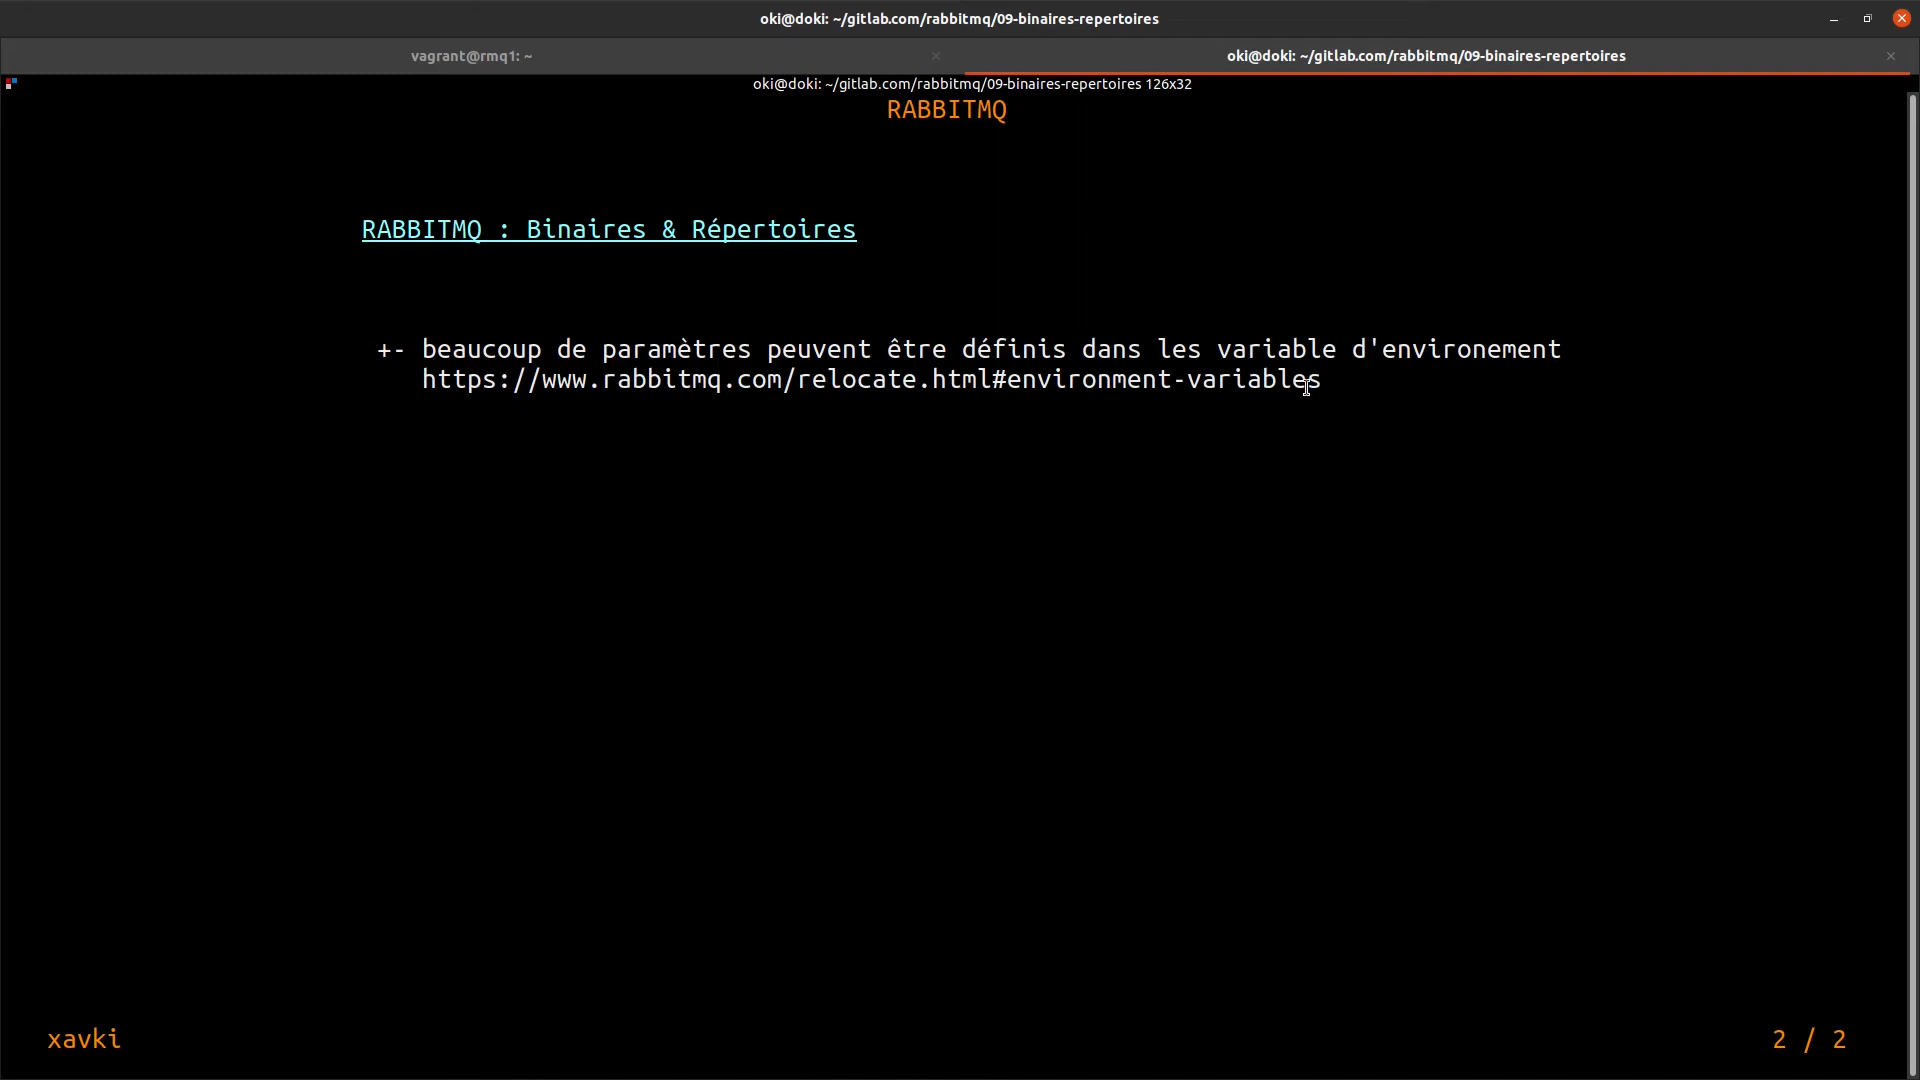 oki@doki: ~/gitlab.com/rabbitmq/09-binaires-repertoires
vagrant@rmq1: ~
oki@doki: ~/gitlab.com/rabbitmq/09-binaires-repertoires
oki@doki: ~/gitlab.com/rabbitmq/09-binaires-repertoires 126x32
RABBITMQ
RABBITMQ : Binaires & Répertoires
+- beaucoup de paramètres peuvent être définis dans les variable d'environement
https://www.rabbitmq.com/relocate.html#environment-variables
xavki
2 / 2